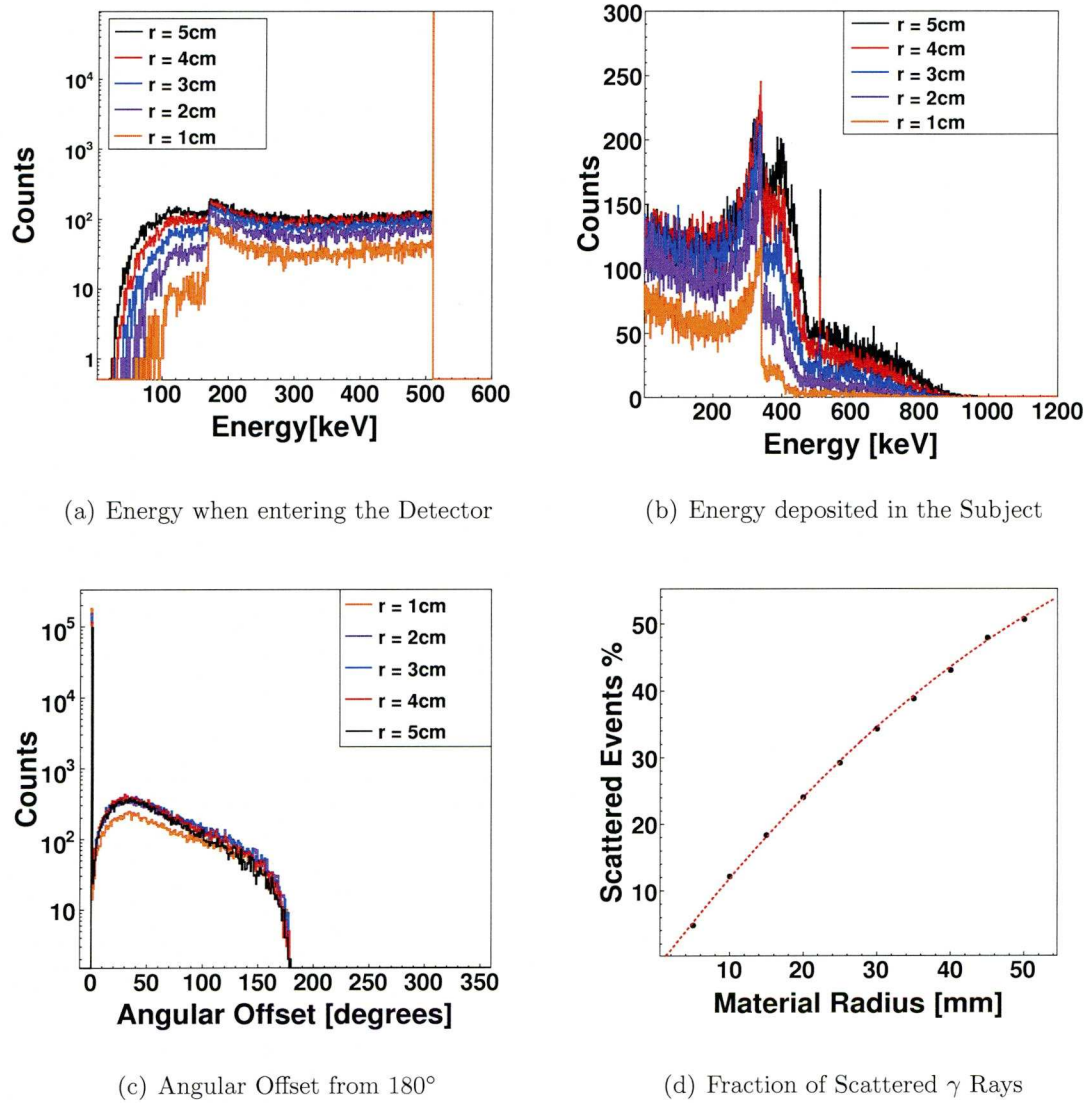 r = 5cm
r = 4cm
r = 3cm
r = 2cm
r = 1cm
Counts
10⁴
10³
10²
10
1
100 200 300 400 500 600
Energy[keV]
(a) Energy when entering the Detector
r = 5cm
r = 4cm
r = 3cm
r = 2cm
r = 1cm
Counts
300
250
200
150
100
50
0
200 400 600 800 1000 1200
Energy [keV]
(b) Energy deposited in the Subject
r = 1cm
r = 2cm
r = 3cm
r = 4cm
r = 5cm
Counts
10⁵
10⁴
10³
10²
10
0 50 100 150 200 250 300 350
Angular Offset [degrees]
(c) Angular Offset from 180°
Scattered Events %
50
40
30
20
10
10 20 30 40 50
Material Radius [mm]
(d) Fraction of Scattered γ Rays